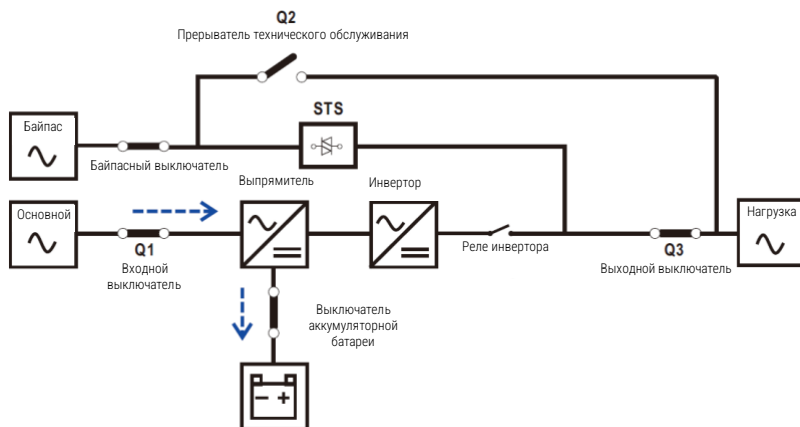 Q2
Прерыватель технического обслуживания
STS
Байпас
Байпасный выключатель
Выпрямитель
Инвертор
Основной
Q1
Входной
выключатель
Реле инвертора
Q3
Выходной выключатель
Нагрузка
Выключатель
аккумуляторной
батареи